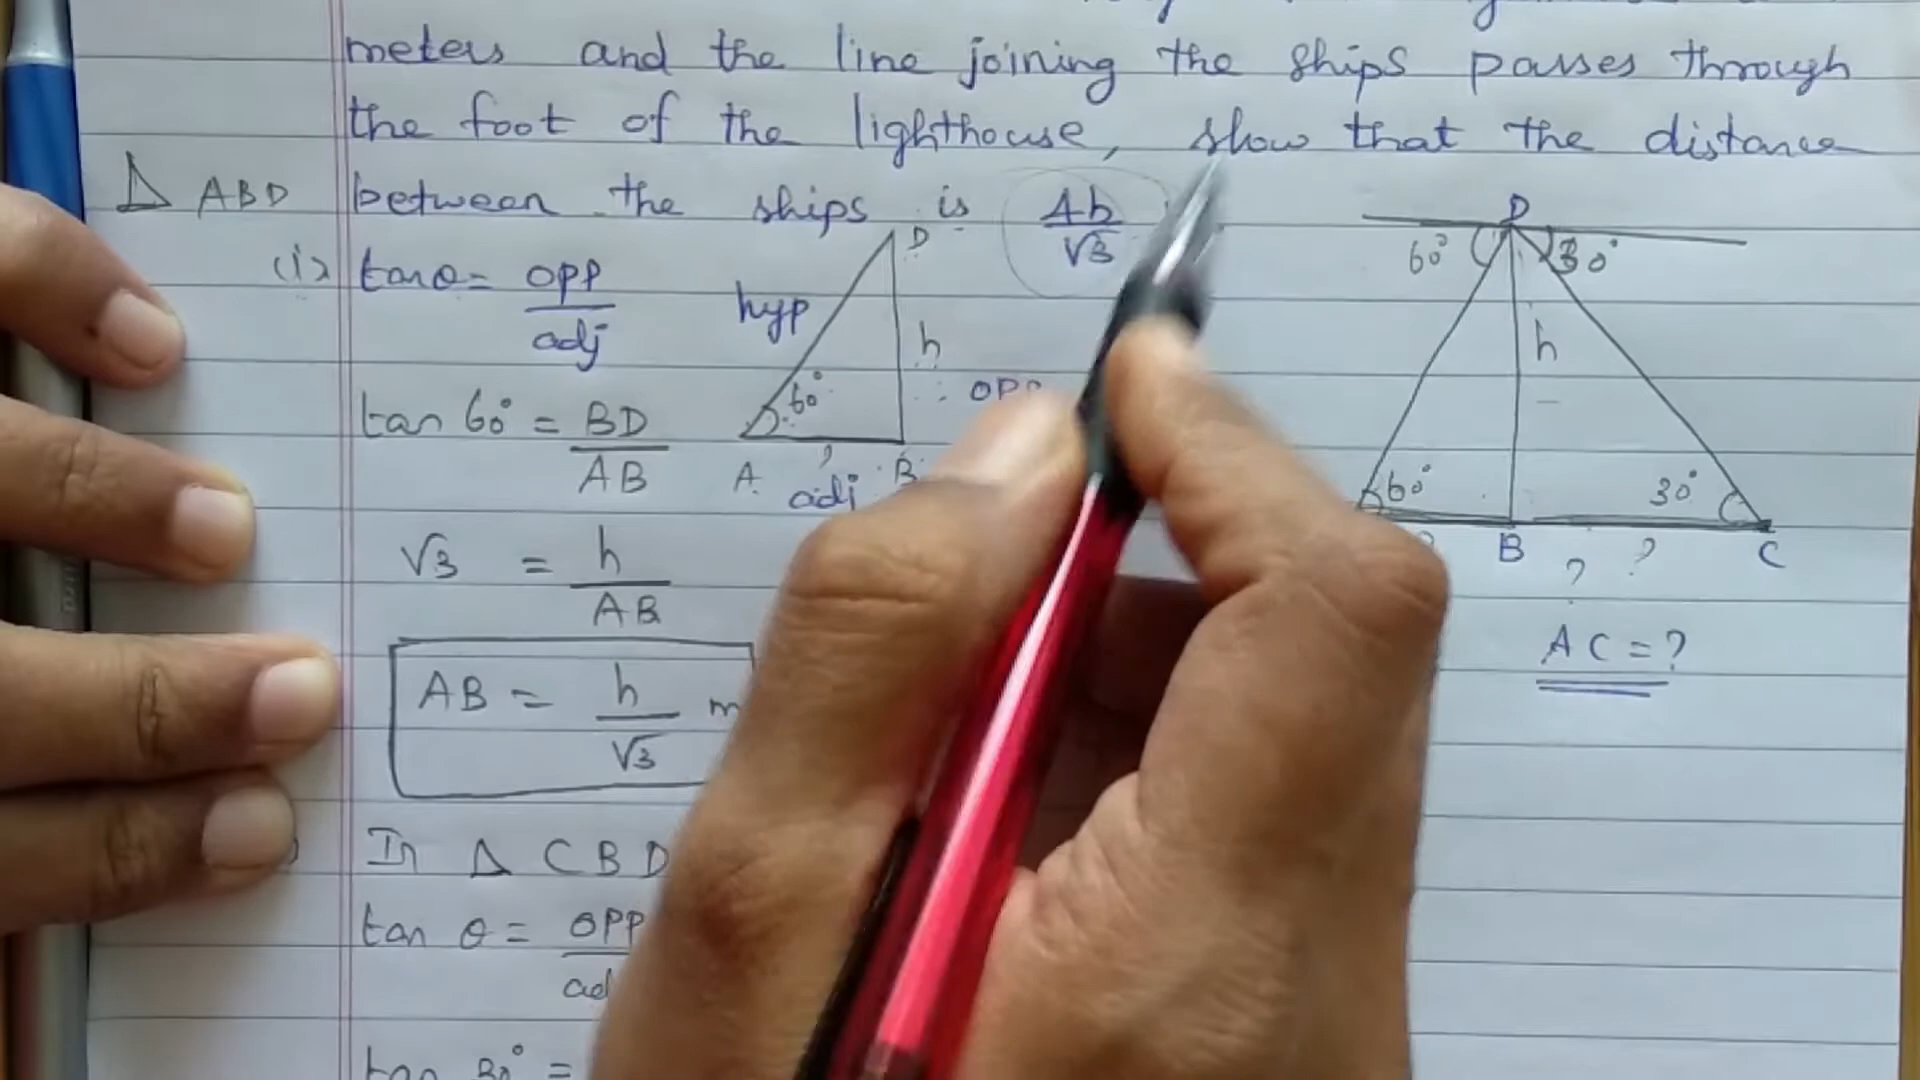 meters and the line joining the ships passes through
the foot of the lighthouse, show that the distance
between the ships is 4h/√3
Δ ABD
(i) tanθ = opp/adj
tan 60° = BD/AB
√3 = h/AB
AB = h/√3 m
In Δ CBD
tan θ = opp
tan 30° =
D
hyp
h
60°
A
?
adj
B
D
60°
30°
h
60°
30°
B
?
?
C
AC = ?